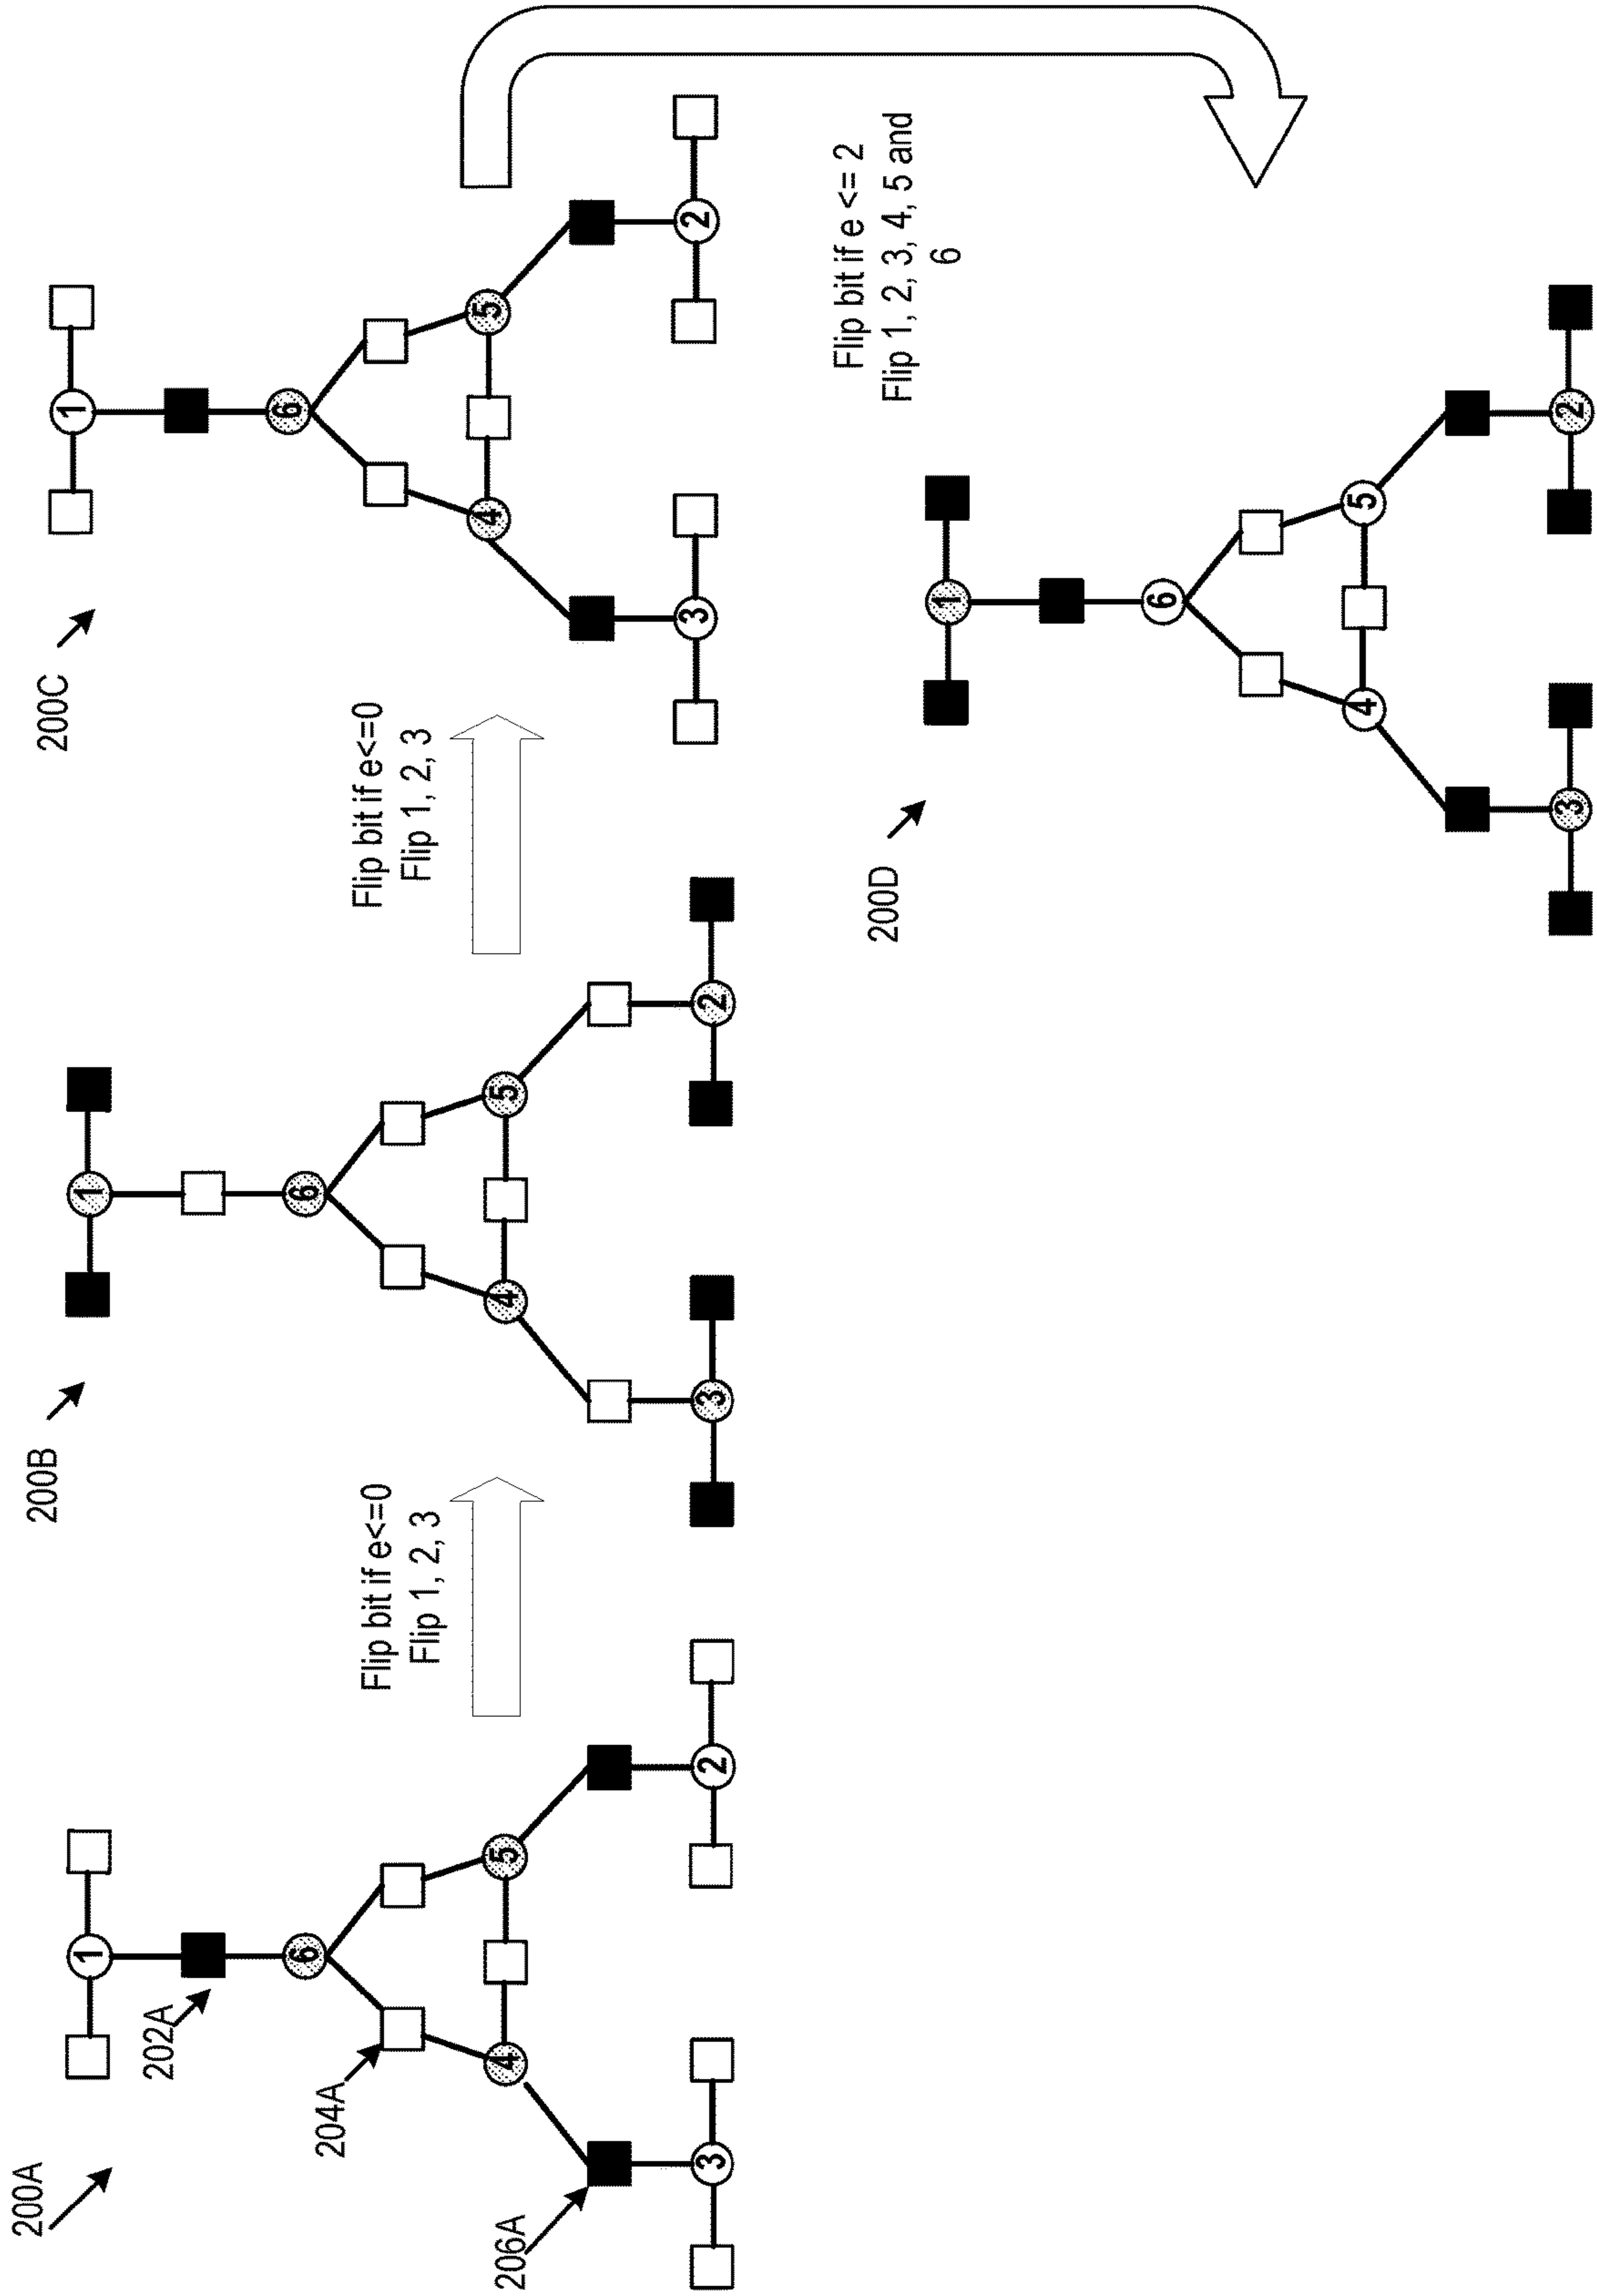 200A
1
202A
6
204A
4
5
206A
3
2
Flip bit if e<=0
Flip 1, 2, 3
200B
1
6
4
5
3
2
Flip bit if e<=0
Flip 1, 2, 3
200C
1
6
4
5
3
2
Flip bit if e <= 2
Flip 1, 2, 3, 4, 5 and
6
200D
1
6
4
5
3
2